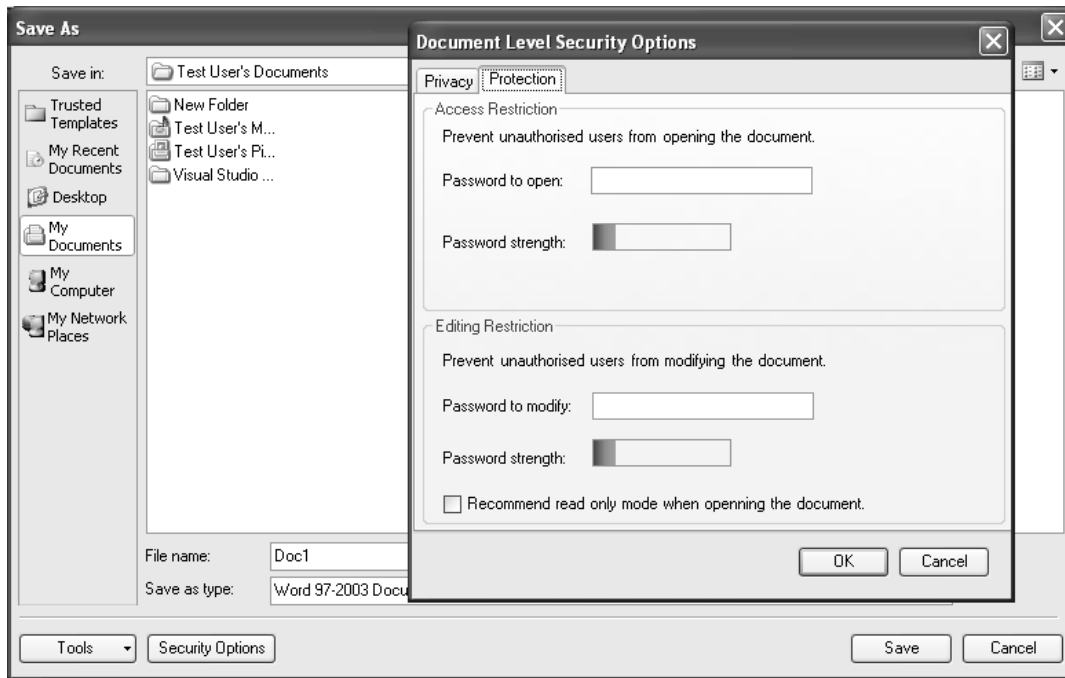 Save As
Save in:
Test User's Documents
Trusted
Templates
My Recent
Documents
Desktop
My
Documents
My
Computer
My Network
Places
New Folder
Test User's M...
Test User's Pi...
Visual Studio ...
File name:
Doc1
Save as type:
Word 97-2003 Docu
Tools
Security Options
Save
Cancel
Document Level Security Options
Privacy
Protection
Access Restriction
Prevent unauthorised users from opening the document.
Password to open:
Password strength:
Editing Restriction
Prevent unauthorised users from modifying the document.
Password to modify:
Password strength:
Recommend read only mode when openning the document.
OK
Cancel